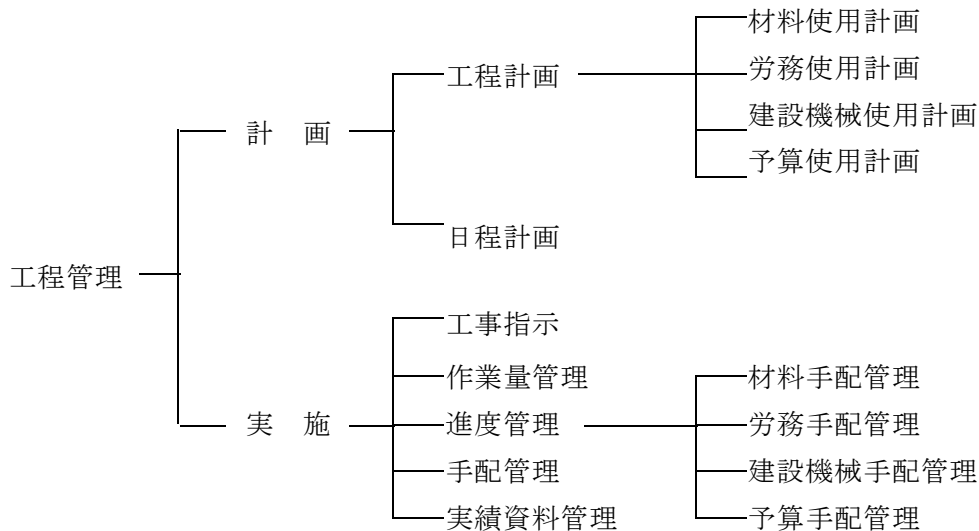 工程管理
計　画
工程計画
材料使用計画
労務使用計画
建設機械使用計画
予算使用計画
日程計画
実　施
工事指示
作業量管理
進度管理
材料手配管理
労務手配管理
建設機械手配管理
予算手配管理
手配管理
実績資料管理